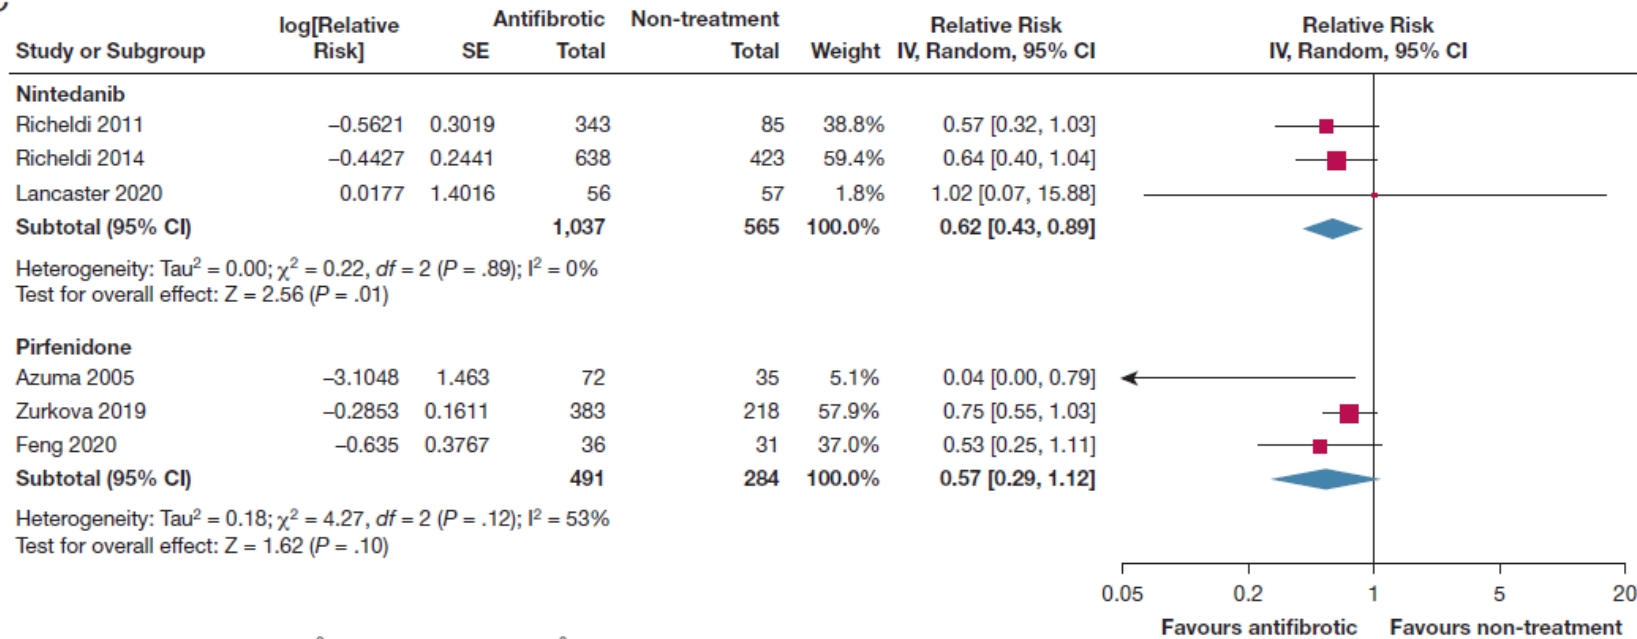 log[Relative Risk] SE Antifibrotic Total Non-treatment Total Weight Relative Risk IV, Random, 95% CI Relative Risk IV, Random, 95% CI
Study or Subgroup
Nintedanib
Richeldi 2011 –0.5621 0.3019 343 85 38.8% 0.57 [0.32, 1.03]
Richeldi 2014 –0.4427 0.2441 638 423 59.4% 0.64 [0.40, 1.04]
Lancaster 2020 0.0177 1.4016 56 57 1.8% 1.02 [0.07, 15.88]
Subtotal (95% CI) 1,037 565 100.0% 0.62 [0.43, 0.89]
Heterogeneity: Tau² = 0.00; χ² = 0.22, df = 2 (P = .89); I² = 0%
Test for overall effect: Z = 2.56 (P = .01)
Pirfenidone
Azuma 2005 –3.1048 1.463 72 35 5.1% 0.04 [0.00, 0.79]
Zurkova 2019 –0.2853 0.1611 383 218 57.9% 0.75 [0.55, 1.03]
Feng 2020 –0.635 0.3767 36 31 37.0% 0.53 [0.25, 1.11]
Subtotal (95% CI) 491 284 100.0% 0.57 [0.29, 1.12]
Heterogeneity: Tau² = 0.18; χ² = 4.27, df = 2 (P = .12); I² = 53%
Test for overall effect: Z = 1.62 (P = .10)
0.05 0.2 1 5 20
Favours antifibrotic Favours non-treatment